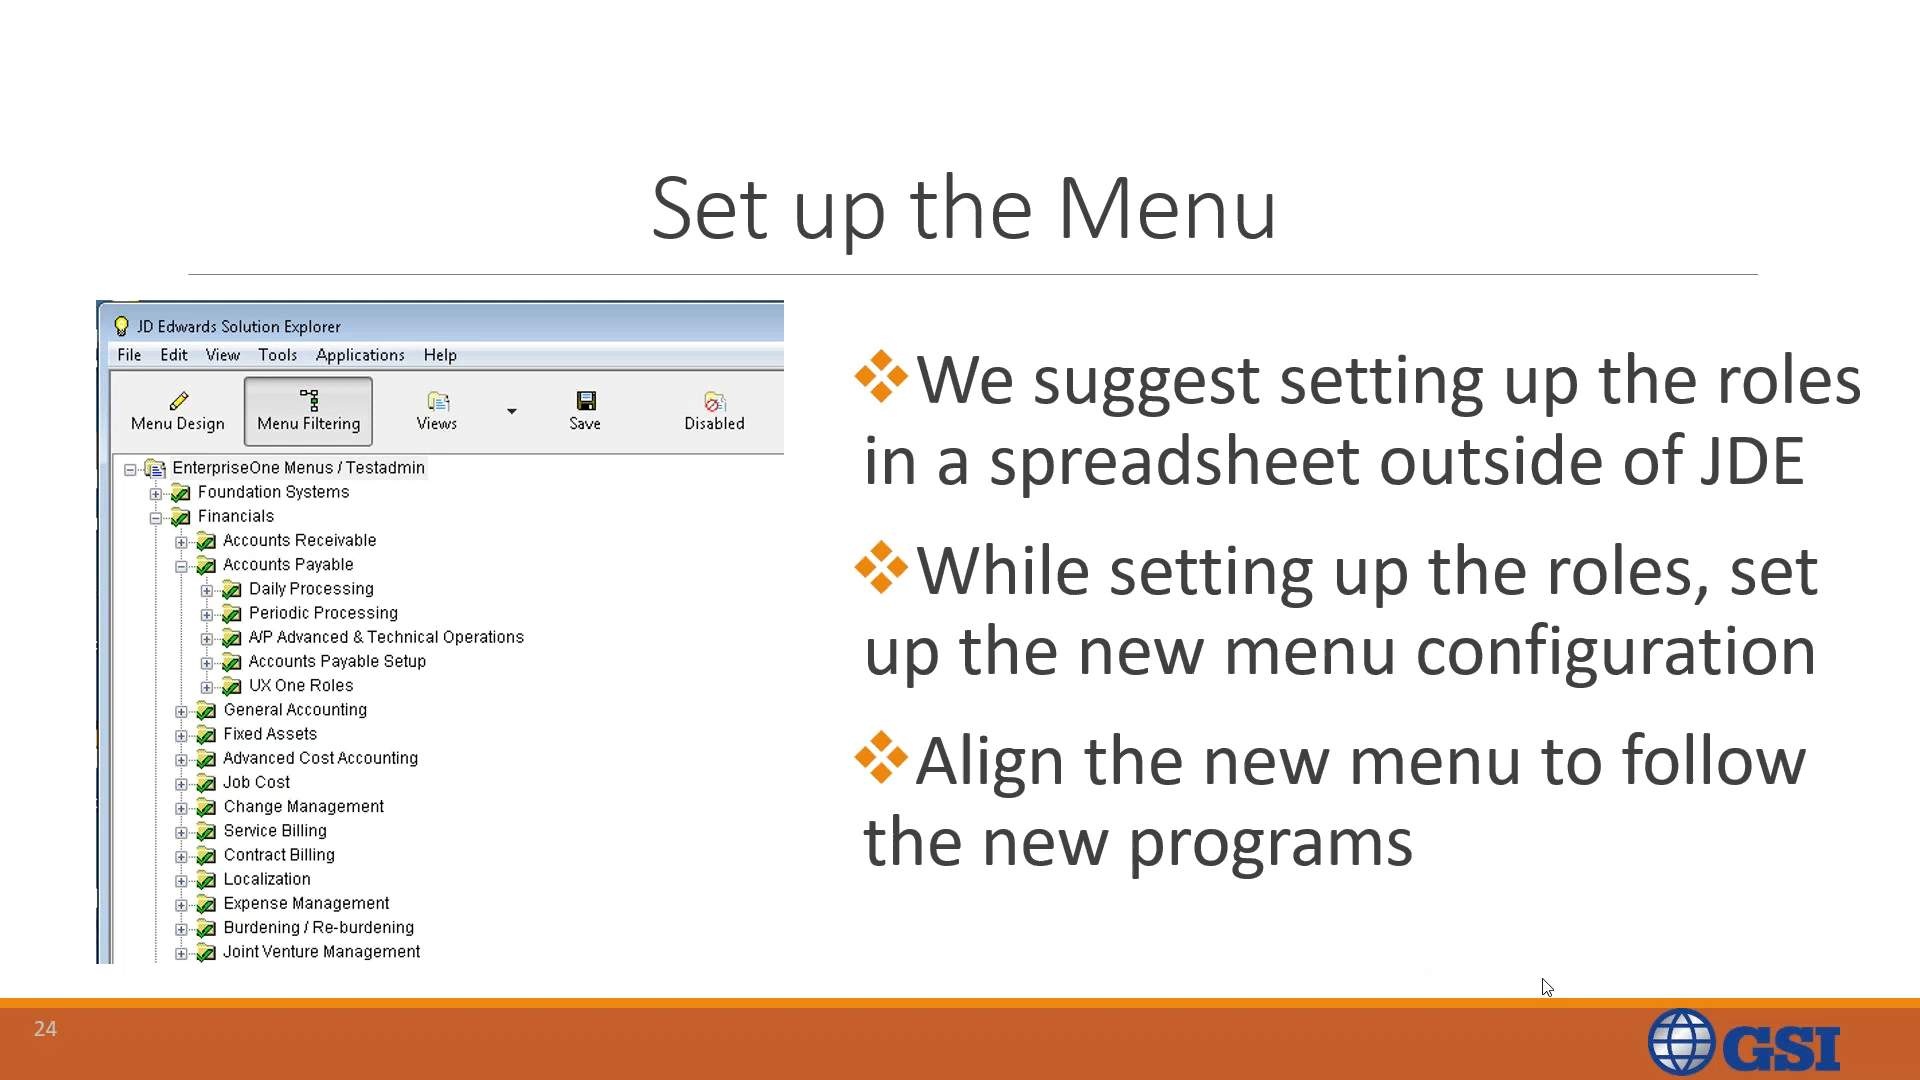 Set up the Menu
JD Edwards Solution Explorer
File Edit View Tools Applications Help
Menu Design Menu Filtering Views Save Disabled
EnterpriseOne Menus / Testadmin
Foundation Systems
Financials
Accounts Receivable
Accounts Payable
Daily Processing
Periodic Processing
A/P Advanced & Technical Operations
Accounts Payable Setup
UX One Roles
General Accounting
Fixed Assets
Advanced Cost Accounting
Job Cost
Change Management
Service Billing
Contract Billing
Localization
Expense Management
Burdening / Re-burdening
Joint Venture Management
We suggest setting up the roles
in a spreadsheet outside of JDE
While setting up the roles, set
up the new menu configuration
Align the new menu to follow
the new programs
24
GSI